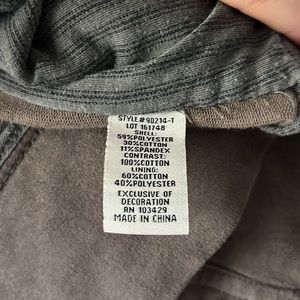 STYLE# 9D214-T
LOT 161748
SHELL:
59%POLYESTER
30%COTTON
11%SPANDEX
CONTRAST:
100%COTTON
LINING:
60%COTTON
40%POLYESTER
EXCLUSIVE OF
DECORATION
RN 103429
MADE IN CHINA